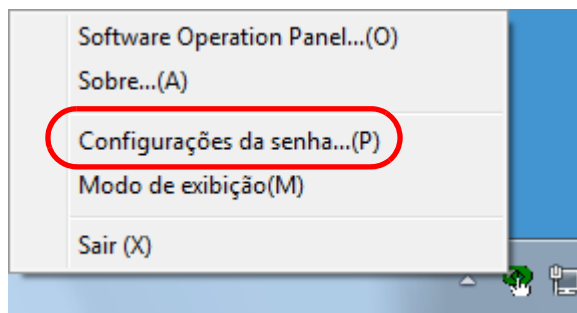 Software Operation Panel...(O)
Sobre...(A)
Configurações da senha...(P)
Modo de exibição(M)
Sair (X)